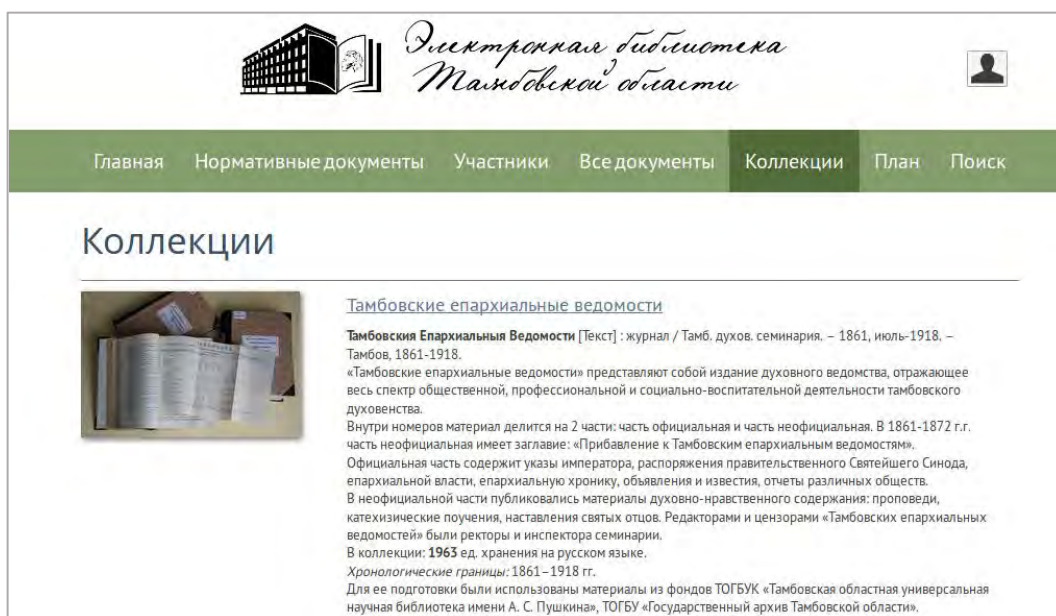 Электронная библиотека
Тамбовской области
Главная Нормативные документы Участники Все документы Коллекции План Поиск
Коллекции
Тамбовские епархиальные ведомости
Тамбовския Епархиальныя Ведомости [Текст] : журнал / Тамб. духов. семинария. – 1861, июль-1918. –
Тамбов, 1861-1918.
«Тамбовские епархиальные ведомости» представляют собой издание духовного ведомства, отражающее
весь спектр общественной, профессиональной и социально-воспитательной деятельности тамбовского
духовенства.
Внутри номеров материал делится на 2 части: часть официальная и часть неофициальная. В 1861-1872 г.г.
часть неофициальная имеет заглавие: «Прибавление к Тамбовским епархиальным ведомостям».
Официальная часть содержит указы императора, распоряжения правительственного Святейшего Синода,
епархиальной власти, епархиальную хронику, объявления и известия, отчеты различных обществ.
В неофициальной части публиковались материалы духовно-нравственного содержания: проповеди,
катехизические поучения, наставления святых отцов. Редакторами и цензорами «Тамбовских епархиальных
ведомостей» были ректоры и инспектора семинарии.
В коллекции: 1963 ед. хранения на русском языке.
Хронологические границы: 1861–1918 гг.
Для ее подготовки были использованы материалы из фондов ТОГБУК «Тамбовская областная универсальная
научная библиотека имени А. С. Пушкина», ТОГБУ «Государственный архив Тамбовской области».